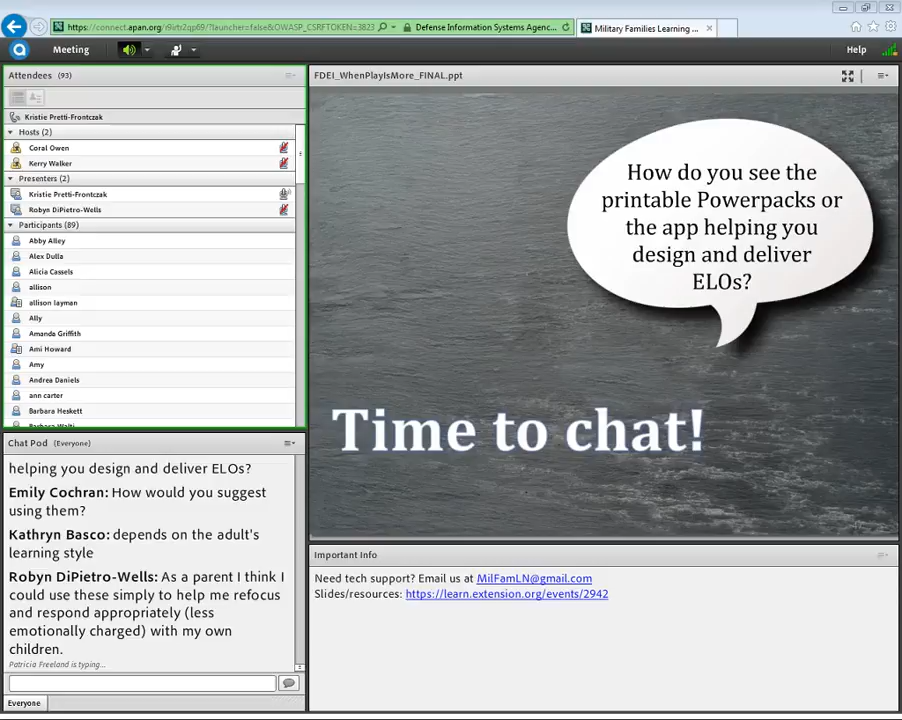 https://connect.apan.org/r9irtr2qp69/?launcher=false&OWASP_CSRFTOKEN=3823
Defense Information Systems Agenc...
Military Families Learning ...
Meeting
Help
Attendees (93)
Kristie Pretti-Frontczak
Hosts (2)
Coral Owen
Kerry Walker
Presenters (2)
Kristie Pretti-Frontczak
Robyn DiPietro-Wells
Participants (89)
Abby Alley
Alex Dulla
Alicia Cassels
allison
allison layman
Ally
Amanda Griffith
Ami Howard
Amy
Andrea Daniels
ann carter
Barbara Heskett
Chat Pod (Everyone)
helping you design and deliver ELOs?
Emily Cochran: How would you suggest
using them?
Kathryn Basco: depends on the adult's
learning style
Robyn DiPietro-Wells: As a parent I think I
could use these simply to help me refocus
and respond appropriately (less
emotionally charged) with my own
children.
Patricia Freeland is typing...
Everyone
FDEI_WhenPlayIsMore_FINAL.ppt
How do you see the
printable Powerpacks or
the app helping you
design and deliver
ELOs?
Time to chat!
Important Info
Need tech support? Email us at MilFamLN@gmail.com
Slides/resources: https://learn.extension.org/events/2942